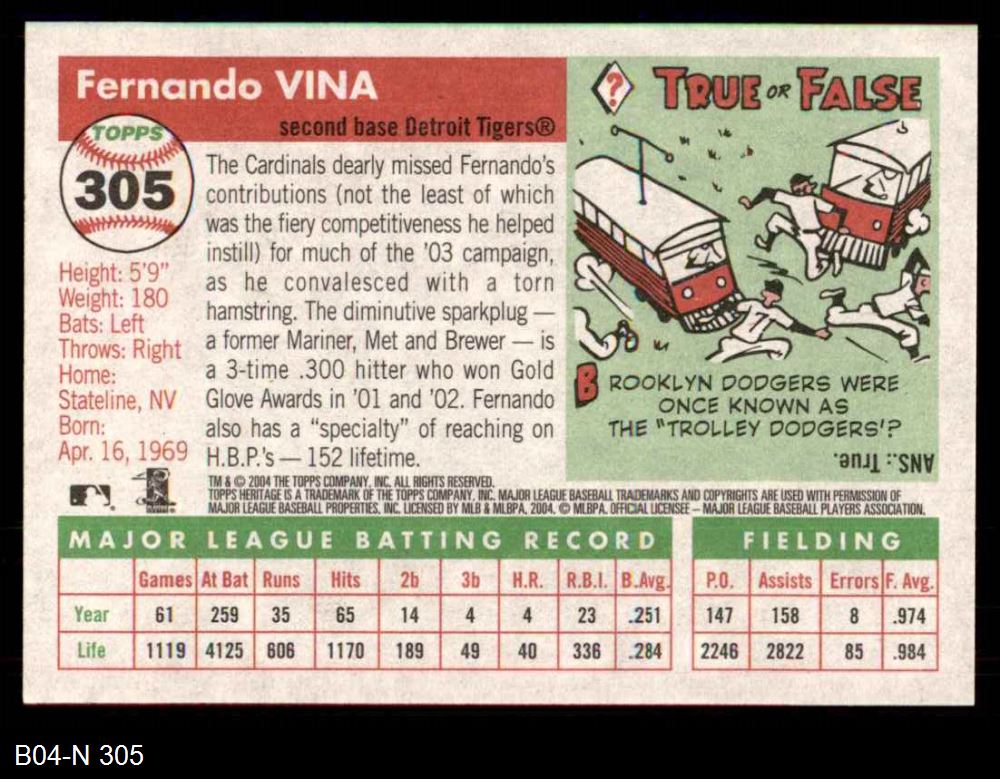 Fernando VINA
second base Detroit Tigers®
TOPPS
305
Height: 5'9"
Weight: 180
Bats: Left
Throws: Right
Home:
Stateline, NV
Born:
Apr. 16, 1969
The Cardinals dearly missed Fernando's
contributions (not the least of which
was the fiery competitiveness he helped
instill) for much of the '03 campaign,
as he convalesced with a torn
hamstring. The diminutive sparkplug —
a former Mariner, Met and Brewer — is
a 3-time .300 hitter who won Gold
Glove Awards in '01 and '02. Fernando
also has a "specialty" of reaching on
H.B.P.'s — 152 lifetime.
?
TRUE OR FALSE
BROOKLYN DODGERS WERE
ONCE KNOWN AS
THE "TROLLEY DODGERS'?
ANS.: True.
TM & © 2004 THE TOPPS COMPANY, INC. ALL RIGHTS RESERVED.
TOPPS HERITAGE IS A TRADEMARK OF THE TOPPS COMPANY, INC. MAJOR LEAGUE BASEBALL TRADEMARKS AND COPYRIGHTS ARE USED WITH PERMISSION OF
MAJOR LEAGUE BASEBALL PROPERTIES, INC. LICENSED BY MLB & MLBPA, 2004. © MLBPA. OFFICIAL LICENSEE – MAJOR LEAGUE BASEBALL PLAYERS ASSOCIATION.
MAJOR LEAGUE BATTING RECORD FIELDING
Games At Bat Runs Hits 2b 3b H.R. R.B.I. B.Avg. P.O. Assists Errors F. Avg.
Year 61 259 35 65 14 4 4 23 .251 147 158 8 .974
Life 1119 4125 606 1170 189 49 40 336 .284 2246 2822 85 .984
B04-N 305